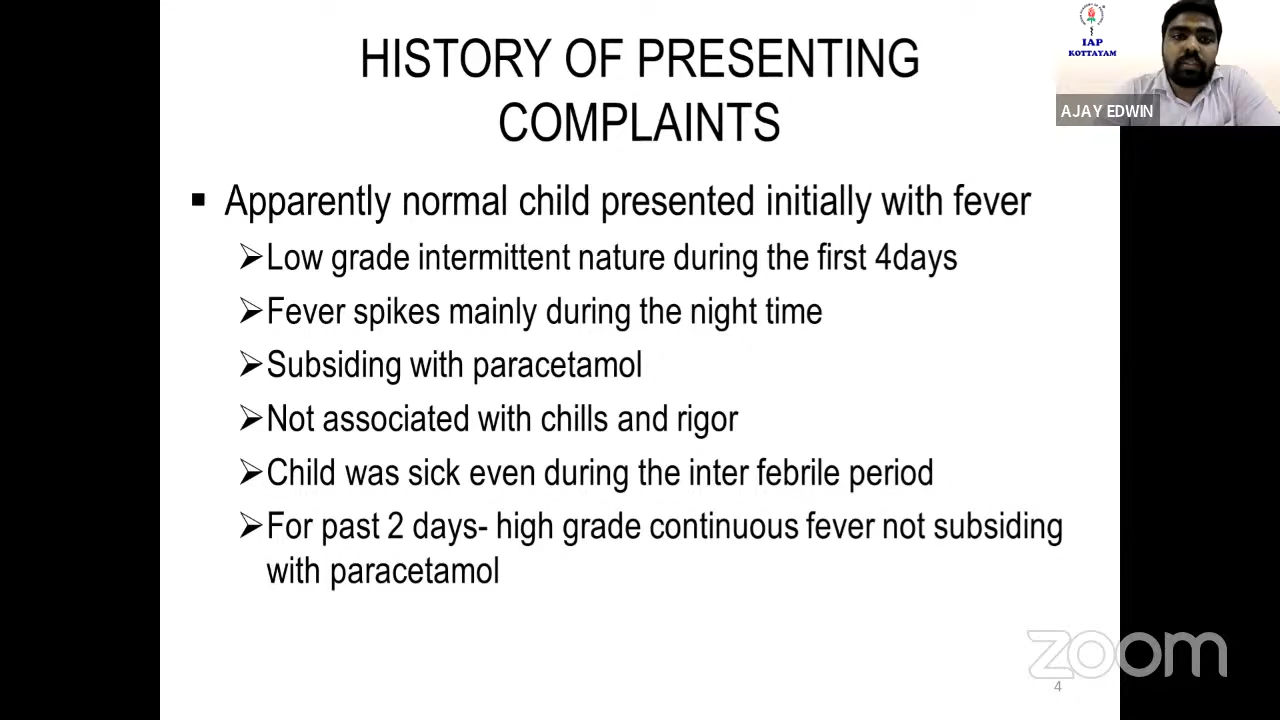 HISTORY OF PRESENTING
COMPLAINTS
▪ Apparently normal child presented initially with fever
➢Low grade intermittent nature during the first 4days
➢Fever spikes mainly during the night time
➢Subsiding with paracetamol
➢Not associated with chills and rigor
➢Child was sick even during the inter febrile period
➢For past 2 days- high grade continuous fever not subsiding
with paracetamol
IAP
KOTTAYAM
AJAY EDWIN
zoom
4